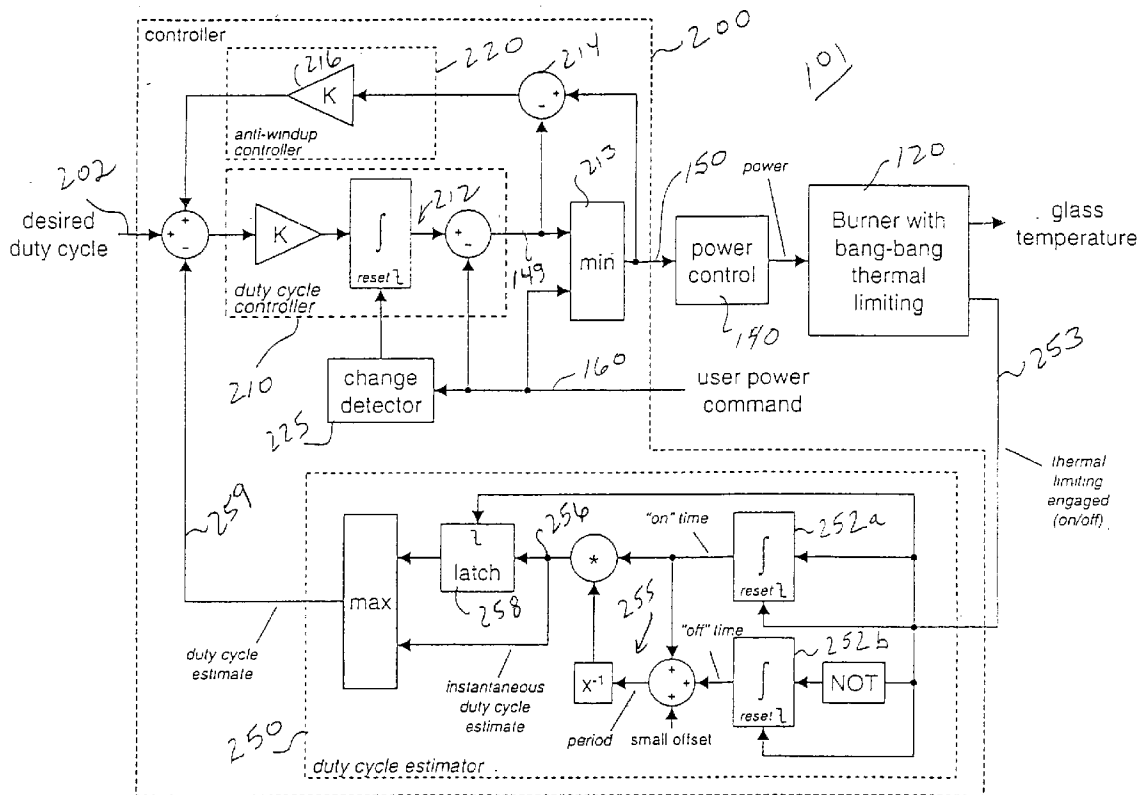 controller
200
216
220
214
101
K
-
+
anti-windup
controller
202
213
150
power
120
desired
duty cycle
+
+
-
K
∫
reset
212
+
-
149
min
power
control
140
Burner with
bang-bang
thermal
limiting
glass
temperature
duty cycle
controller
210
change
detector
225
160
user power
command
253
thermal
limiting
engaged
(on/off)
259
256
"on" time
252a
max
latch
258
*
∫
reset
255
"off" time
252b
duty cycle
estimate
instantaneous
duty cycle
estimate
X-1
+
+
+
∫
reset
NOT
250
period
small offset
duty cycle estimator